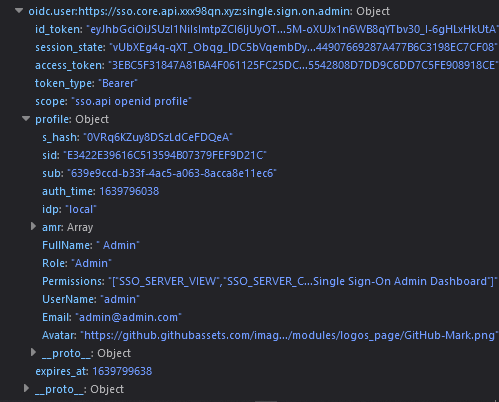 oidc.user:https://sso.core.api.xxx98qn.xyz:single.sign.on.admin: Object
id_token: "eyJhbGciOiJSUzI1NiIsImtpZCI6IjUyOT...5M-oXUJx1n6WB8qYTbv30_I-6gHLxHkUtA"
session_state: "vUbXEg4q-qXT_Obqg_IDC5bVqembDy...44907669287A477B6C3198EC7CF08"
access_token: "3EBC5F31847A81BA4F061125FC25DC...5542808D7DD9C6DD7C5FE908918CE"
token_type: "Bearer"
scope: "sso.api openid profile"
profile: Object
s_hash: "0VRq6KZuy8DSzLdCeFDQeA"
sid: "E3422E39616C513594B07379FEF9D21C"
sub: "639e9ccd-b33f-4ac5-a063-8acca8e11ec6"
auth_time: 1639796038
idp: "local"
amr: Array
FullName: " Admin"
Role: "Admin"
Permissions: "["SSO_SERVER_VIEW","SSO_SERVER_C...Single Sign-On Admin Dashboard"]"
UserName: "admin"
Email: "admin@admin.com"
Avatar: "https://github.githubassets.com/imag.../modules/logos_page/GitHub-Mark.png"
__proto__: Object
expires_at: 1639799638
__proto__: Object